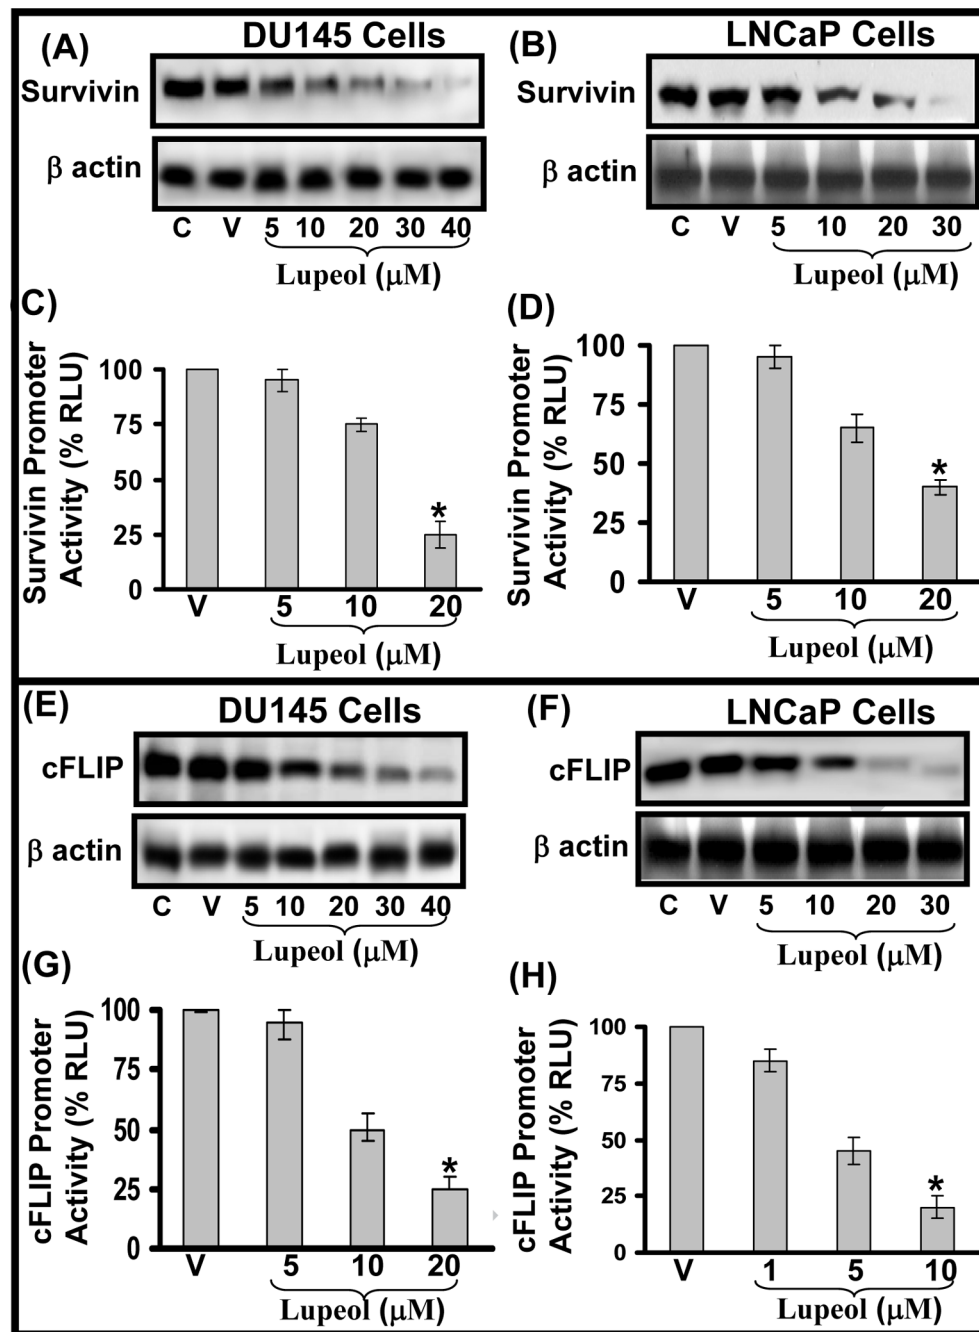 (A)
DU145 Cells
Survivin
β actin
C V 5 10 20 30 40
Lupeol (µM)
(B)
LNCaP Cells
Survivin
β actin
C V 5 10 20 30
Lupeol (µM)
C)
Survivin Promoter
Activity (% RLU)
100
75
50
25
0
*
V 5 10 20
Lupeol (µM)
(D)
Survivin Promoter
Activity (% RLU)
100
75
50
25
0
*
V 5 10 20
Lupeol (µM)
(E)
DU145 Cells
cFLIP
β actin
C V 5 10 20 30 40
Lupeol (µM)
(F)
LNCaP Cells
cFLIP
β actin
C V 5 10 20 30
Lupeol (µM)
(G)
cFLIP Promoter
Activity (% RLU)
100
75
50
25
0
*
V 5 10 20
Lupeol (µM)
(H)
cFLIP Promoter
Activity (% RLU)
100
75
50
25
0
*
V 1 5 10
Lupeol (µM)